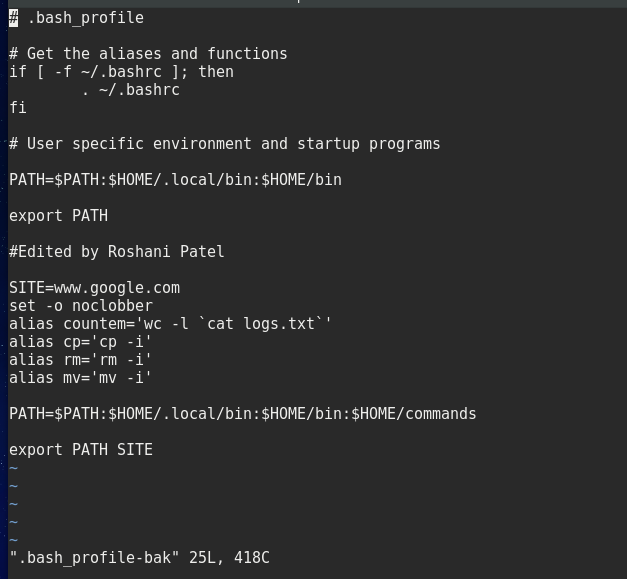 # .bash_profile
# Get the aliases and functions
if [ -f ~/.bashrc ]; then
        . ~/.bashrc
fi
# User specific environment and startup programs
PATH=$PATH:$HOME/.local/bin:$HOME/bin
export PATH
#Edited by Roshani Patel
SITE=www.google.com
set -o noclobber
alias countem='wc -l `cat logs.txt`'
alias cp='cp -i'
alias rm='rm -i'
alias mv='mv -i'
PATH=$PATH:$HOME/.local/bin:$HOME/bin:$HOME/commands
export PATH SITE
~
~
~
~
~
".bash_profile-bak" 25L, 418C